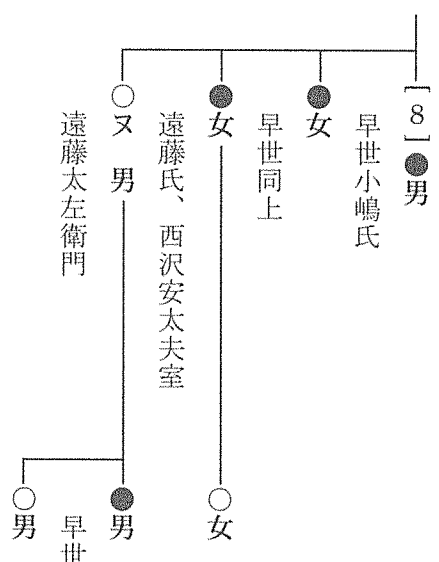 [8]●男
早世小嶋氏
●女
早世同上
●女
遠藤氏、西沢安太夫室
○ヌ 男
遠藤太左衛門
○女
●男
早世
○男